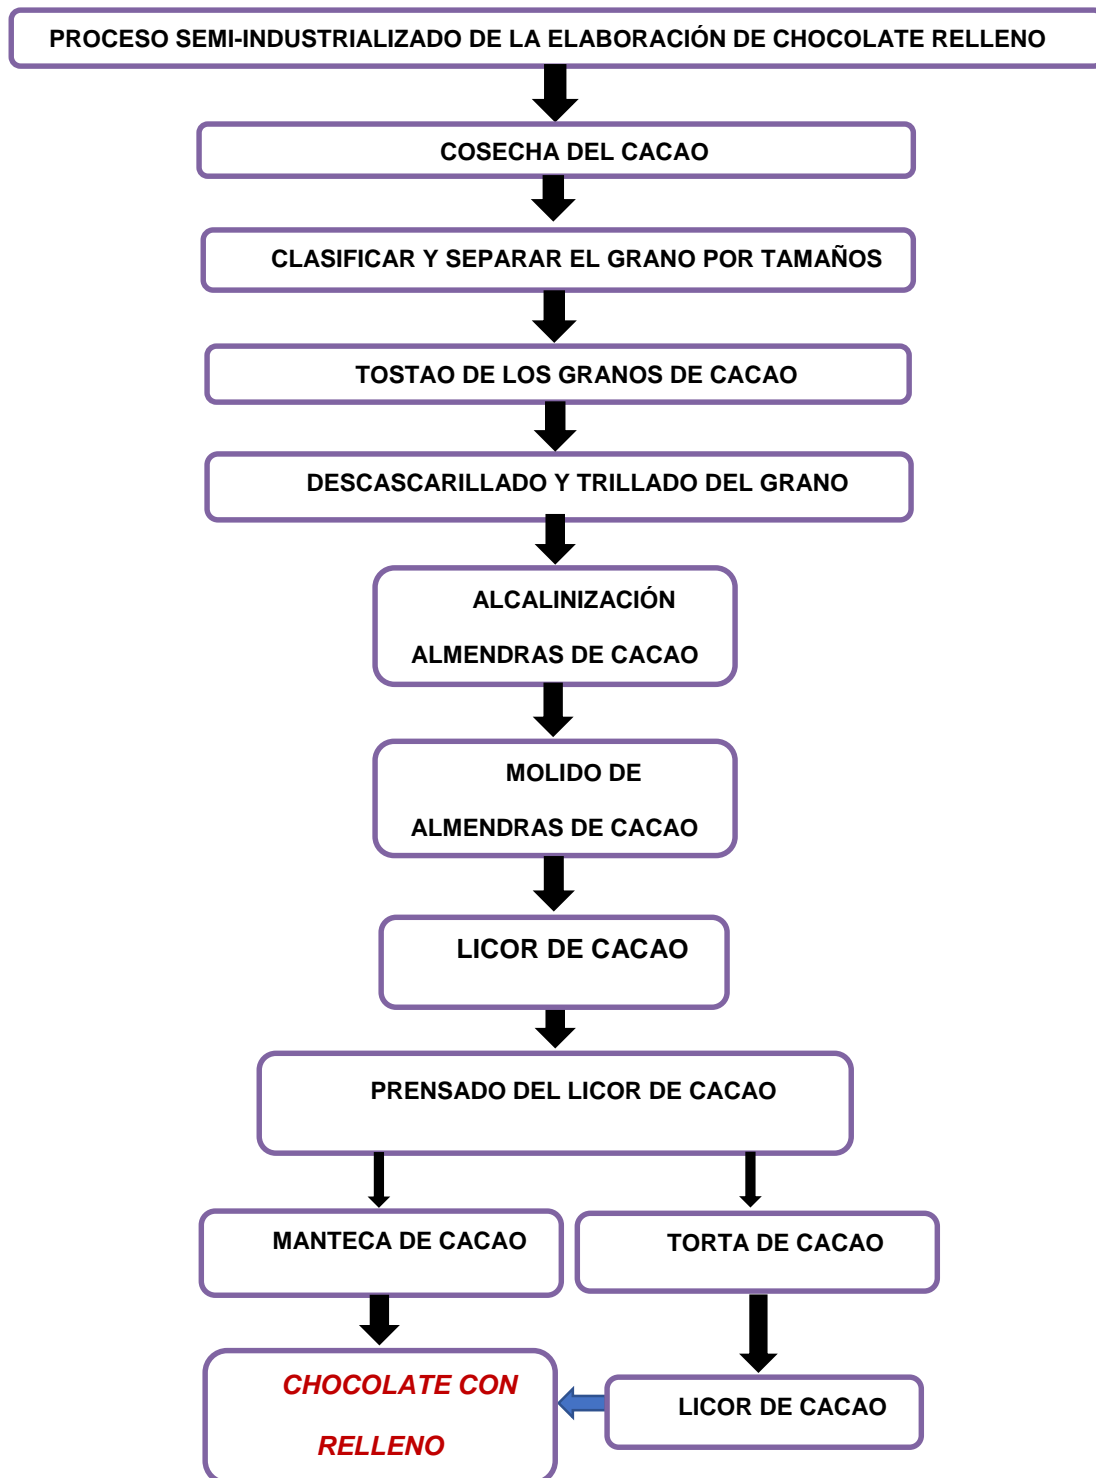 PROCESO SEMI-INDUSTRIALIZADO DE LA ELABORACIÓN DE CHOCOLATE RELLENO
COSECHA DEL CACAO
CLASIFICAR Y SEPARAR EL GRANO POR TAMAÑOS
TOSTAO DE LOS GRANOS DE CACAO
DESCASCARILLADO Y TRILLADO DEL GRANO
ALCALINIZACIÓN
ALMENDRAS DE CACAO
MOLIDO DE
ALMENDRAS DE CACAO
LICOR DE CACAO
PRENSADO DEL LICOR DE CACAO
MANTECA DE CACAO
TORTA DE CACAO
CHOCOLATE CON
RELLENO
LICOR DE CACAO